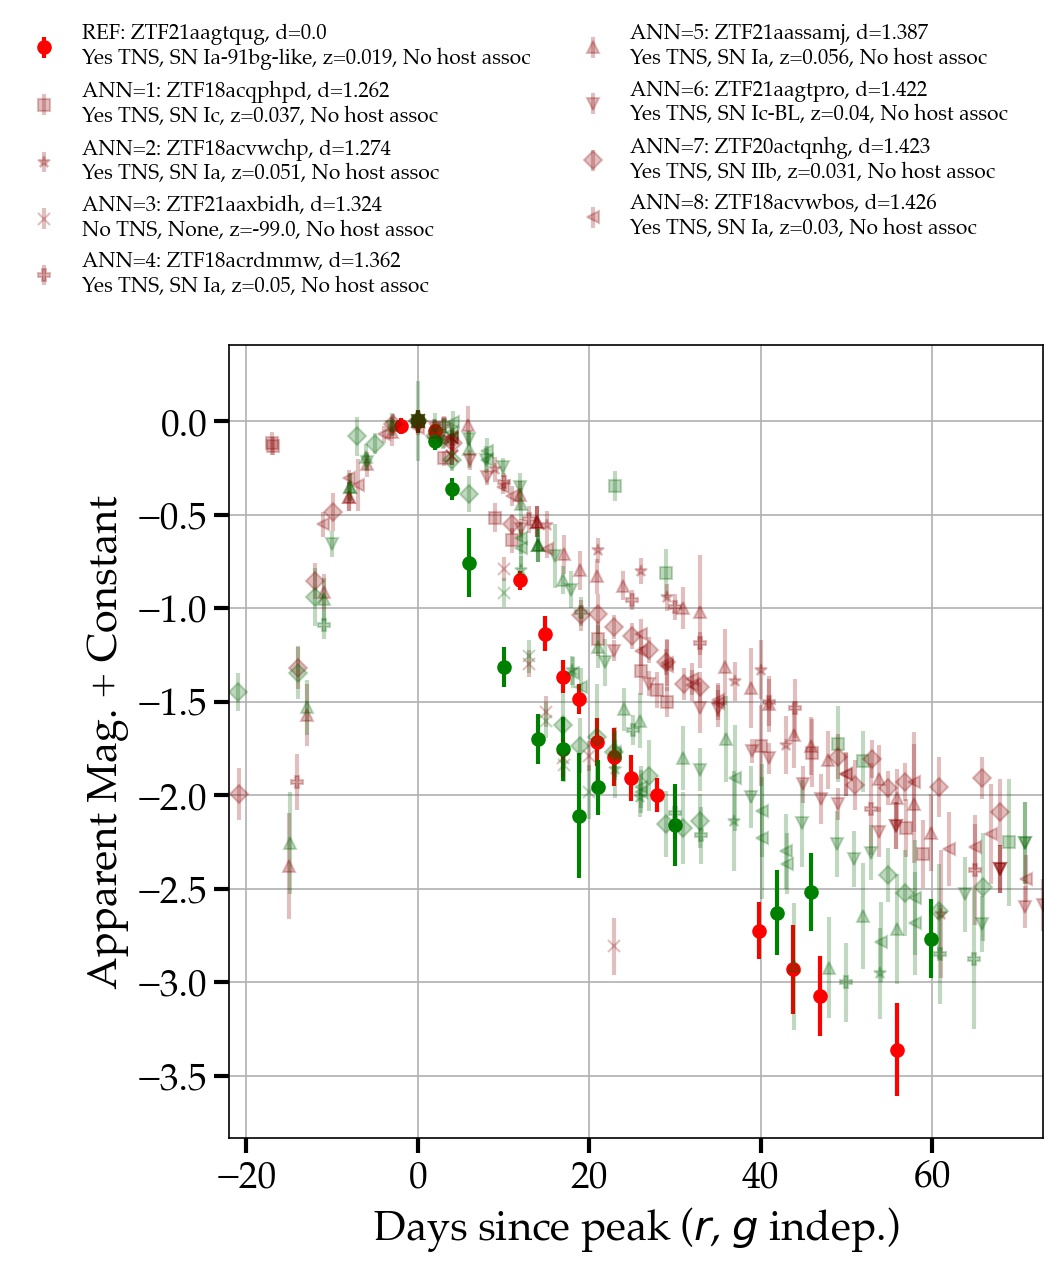 REF: ZTF21aagtqug, d=0.0
Yes TNS, SN Ia-91bg-like, z=0.019, No host assoc
ANN=1: ZTF18acqphpd, d=1.262
Yes TNS, SN Ic, z=0.037, No host assoc
ANN=2: ZTF18acvwchp, d=1.274
Yes TNS, SN Ia, z=0.051, No host assoc
ANN=3: ZTF21aaxbidh, d=1.324
No TNS, None, z=-99.0, No host assoc
ANN=4: ZTF18acrdmmw, d=1.362
Yes TNS, SN Ia, z=0.05, No host assoc
ANN=5: ZTF21aassamj, d=1.387
Yes TNS, SN Ia, z=0.056, No host assoc
ANN=6: ZTF21aagtpro, d=1.422
Yes TNS, SN Ic-BL, z=0.04, No host assoc
ANN=7: ZTF20actqnhg, d=1.423
Yes TNS, SN IIb, z=0.031, No host assoc
ANN=8: ZTF18acvwbos, d=1.426
Yes TNS, SN Ia, z=0.03, No host assoc
Apparent Mag. + Constant
0.0
−0.5
−1.0
−1.5
−2.0
−2.5
−3.0
−3.5
−20 0 20 40 60
Days since peak (r, g indep.)